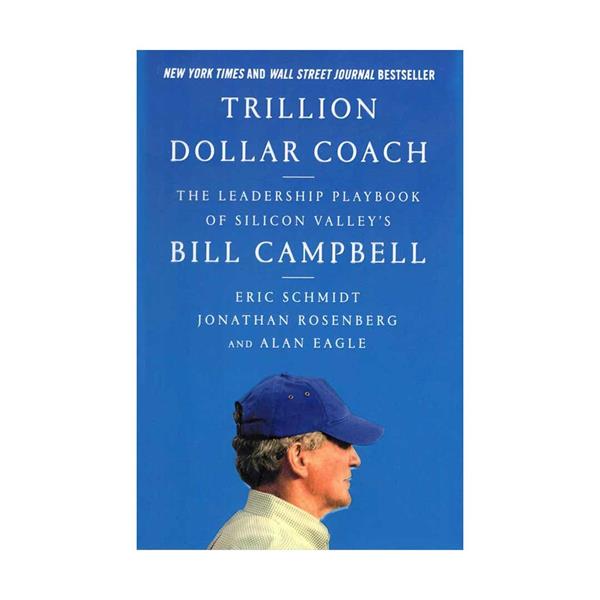 NEW YORK TIMES AND WALL STREET JOURNAL BESTSELLER
TRILLION
DOLLAR COACH
THE LEADERSHIP PLAYBOOK
OF SILICON VALLEY'S
BILL CAMPBELL
ERIC SCHMIDT
JONATHAN ROSENBERG
AND ALAN EAGLE